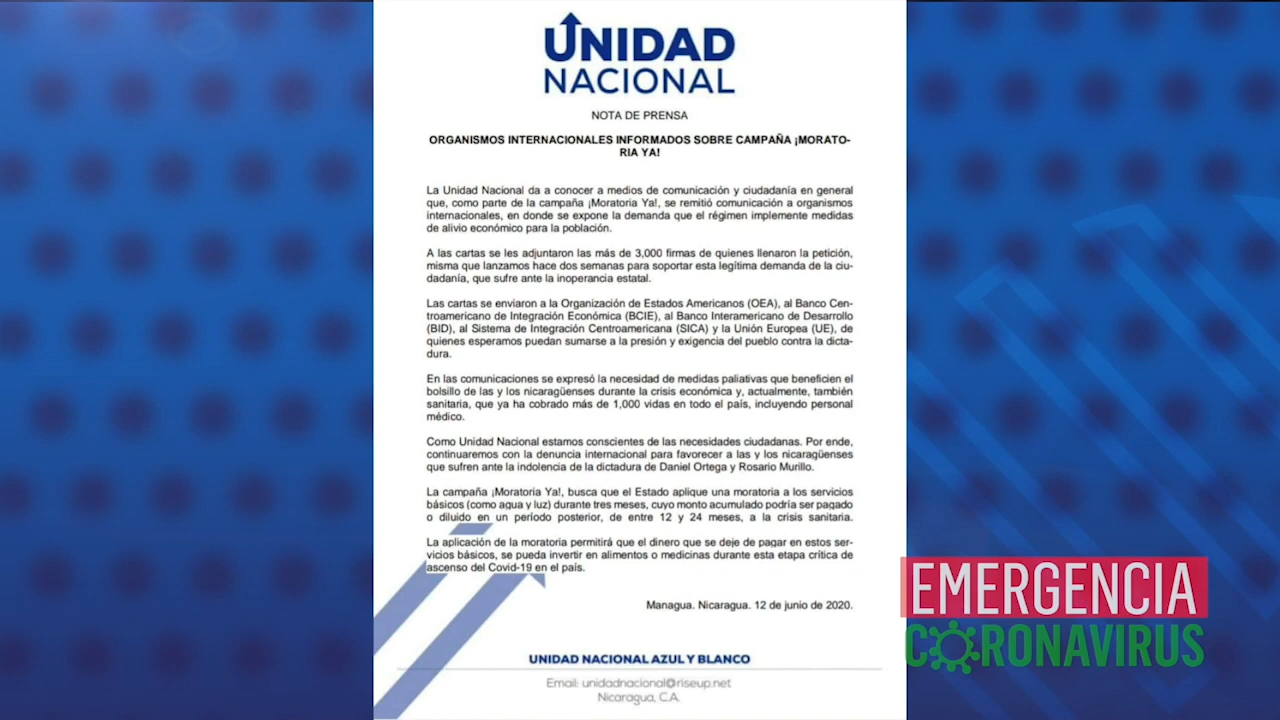 UNIDAD
NACIONAL
NOTA DE PRENSA
ORGANISMOS INTERNACIONALES INFORMADOS SOBRE CAMPAÑA ¡MORATO-
RIA YA!
La Unidad Nacional da a conocer a medios de comunicación y ciudadanía en general
que, como parte de la campaña ¡Moratoria Ya!, se remitió comunicación a organismos
internacionales, en donde se expone la demanda que el régimen implemente medidas
de alivio económico para la población.
A las cartas se les adjuntaron las más de 3,000 firmas de quienes llenaron la petición,
misma que lanzamos hace dos semanas para soportar esta legítima demanda de la ciu-
dadanía, que sufre ante la inoperancia estatal.
Las cartas se enviaron a la Organización de Estados Americanos (OEA), al Banco Cen-
troamericano de Integración Económica (BCIE), al Banco Interamericano de Desarrollo
(BID), al Sistema de Integración Centroamericana (SICA) y la Unión Europea (UE), de
quienes esperamos puedan sumarse a la presión y exigencia del pueblo contra la dicta-
dura.
En las comunicaciones se expresó la necesidad de medidas paliativas que beneficien el
bolsillo de las y los nicaragüenses durante la crisis económica y, actualmente, también
sanitaria, que ya ha cobrado más de 1,000 vidas en todo el país, incluyendo personal
médico.
Como Unidad Nacional estamos conscientes de las necesidades ciudadanas. Por ende,
continuaremos con la denuncia internacional para favorecer a las y los nicaragüenses
que sufren ante la indolencia de la dictadura de Daniel Ortega y Rosario Murillo.
La campaña ¡Moratoria Ya!, busca que el Estado aplique una moratoria a los servicios
básicos (como agua y luz) durante tres meses, cuyo monto acumulado podría ser pagado
o diluido en un período posterior, de entre 12 y 24 meses, a la crisis sanitaria.
La aplicación de la moratoria permitirá que el dinero que se deje de pagar en estos ser-
vicios básicos, se pueda invertir en alimentos o medicinas durante esta etapa crítica de
ascenso del Covid-19 en el país.
Managua. Nicaragua. 12 de junio de 2020.
UNIDAD NACIONAL AZUL Y BLANCO
Email: unidadnacional@riseup.net
Nicaragua, C.A.
EMERGENCIA
CORONAVIRUS